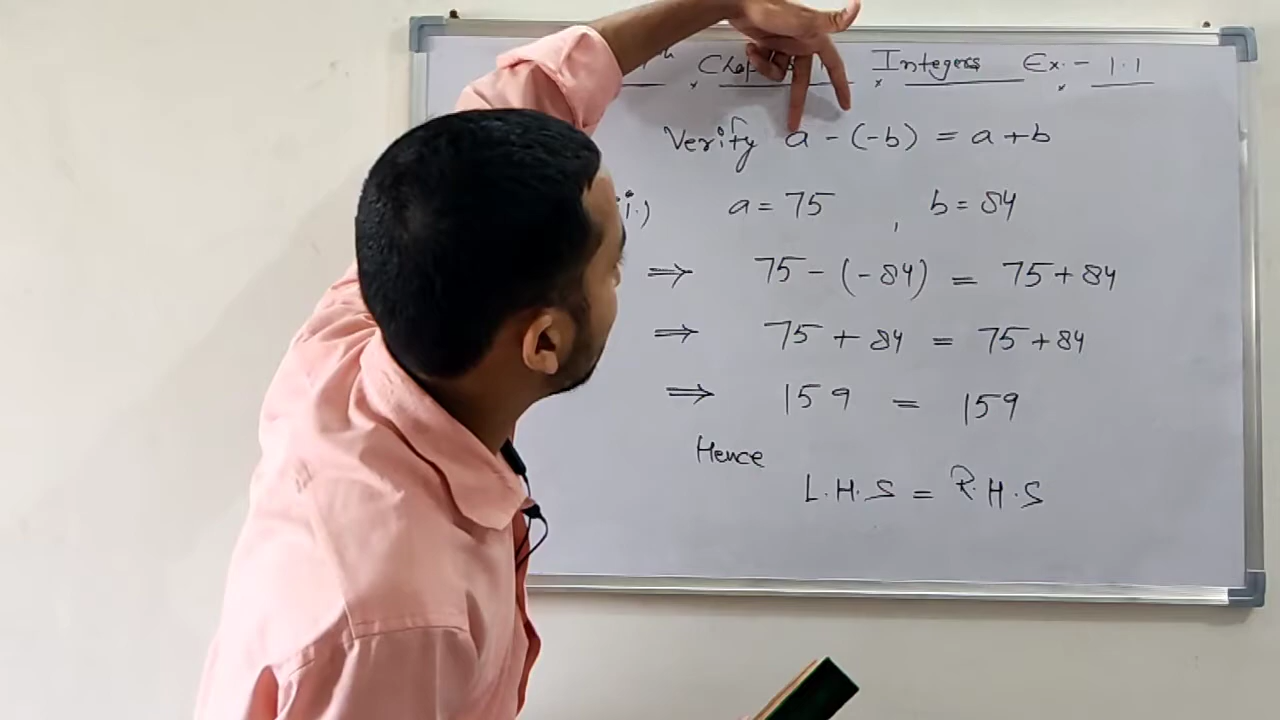 Integers Ex.- 1.1
Verify a - (-b) = a + b
a = 75 , b = 84
⇒ 75 - (-84) = 75 + 84
⇒ 75 + 84 = 75 + 84
⇒ 159 = 159
Hence
L.H.S = R.H.S